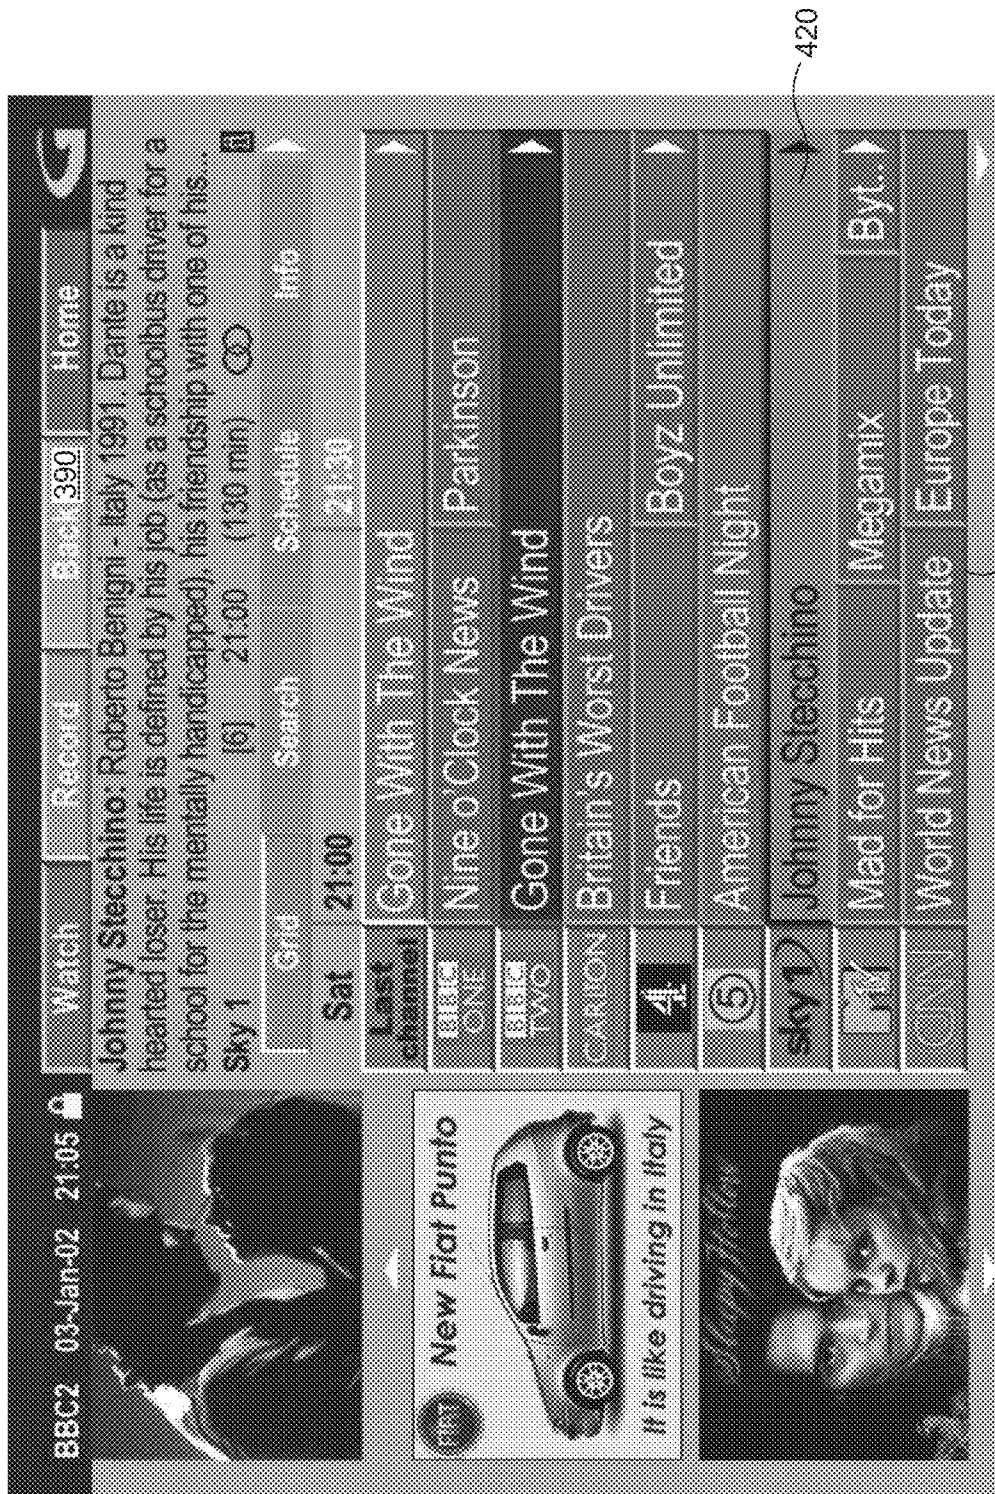 BBC2 03-Jan-02 21:05
Watch
Record
Back 390
Home
Johnny Stecchino: Roberto Benigni - Italy 1991. Dante is a kind
hearted loser. His life is defined by his job (as a schoolbus driver for a
school for the mentally handicapped), his friendship with one of his..
Sky 1 [6] 21:00 (130 mn)
Grid
Search
Schedule
Info
Sat 21:00 21:30
Last channel Gone With The Wind
BBC ONE Nine o'Clock News Parkinson
BBC TWO Gone With The Wind
CARLTON Britain's Worst Drivers
4 Friends Boyz Unlimited
5 American Football Night
sky1 Johnny Stecchino
Mad for Hits Megamix Byt..
CNN World News Update Europe Today
FIAT New Fiat Punto
It is like driving in Italy
420